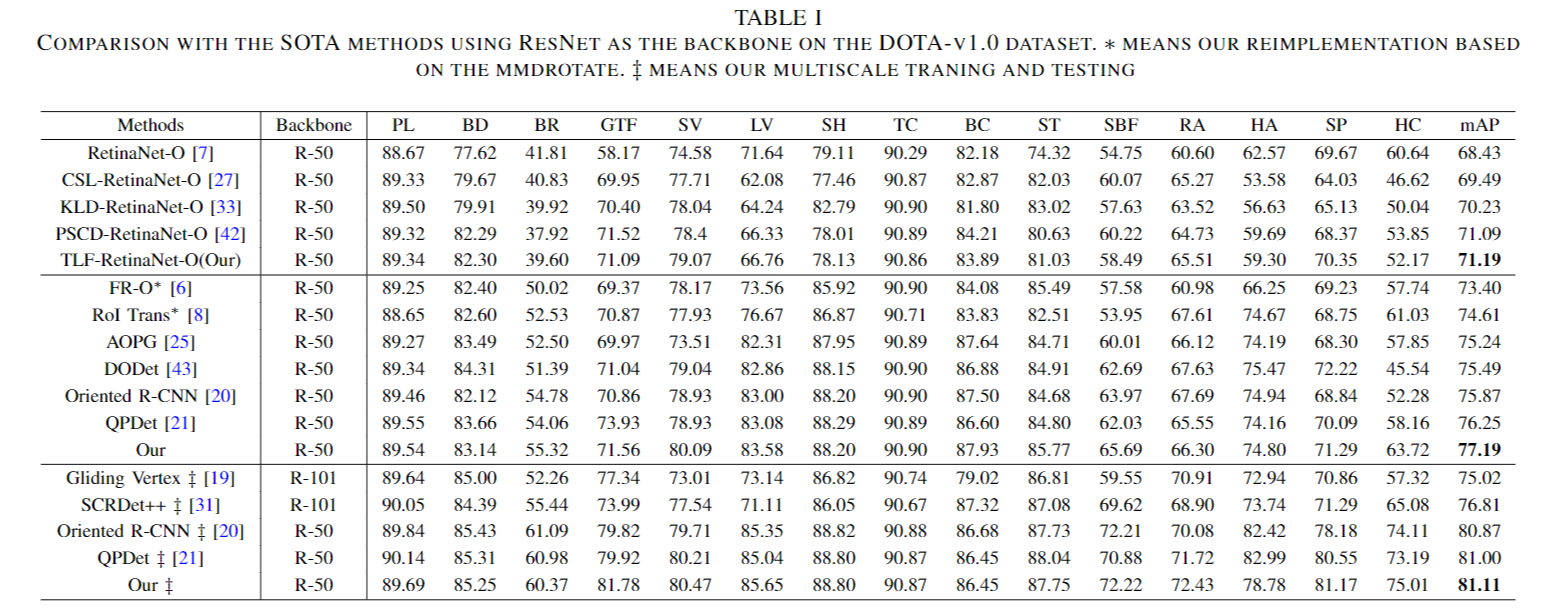 TABLE I
COMPARISON WITH THE SOTA METHODS USING RESNET AS THE BACKBONE ON THE DOTA-V1.0 DATASET. * MEANS OUR REIMPLEMENTATION BASED
ON THE MMDROTATE. ‡ MEANS OUR MULTISCALE TRANING AND TESTING
Methods Backbone PL BD BR GTF SV LV SH TC BC ST SBF RA HA SP HC mAP
RetinaNet-O [7] R-50 88.67 77.62 41.81 58.17 74.58 71.64 79.11 90.29 82.18 74.32 54.75 60.60 62.57 69.67 60.64 68.43
CSL-RetinaNet-O [27] R-50 89.33 79.67 40.83 69.95 77.71 62.08 77.46 90.87 82.87 82.03 60.07 65.27 53.58 64.03 46.62 69.49
KLD-RetinaNet-O [33] R-50 89.50 79.91 39.92 70.40 78.04 64.24 82.79 90.90 81.80 83.02 57.63 63.52 56.63 65.13 50.04 70.23
PSCD-RetinaNet-O [42] R-50 89.32 82.29 37.92 71.52 78.4 66.33 78.01 90.89 84.21 80.63 60.22 64.73 59.69 68.37 53.85 71.09
TLF-RetinaNet-O(Our) R-50 89.34 82.30 39.60 71.09 79.07 66.76 78.13 90.86 83.89 81.03 58.49 65.51 59.30 70.35 52.17 71.19
FR-O* [6] R-50 89.25 82.40 50.02 69.37 78.17 73.56 85.92 90.90 84.08 85.49 57.58 60.98 66.25 69.23 57.74 73.40
RoI Trans* [8] R-50 88.65 82.60 52.53 70.87 77.93 76.67 86.87 90.71 83.83 82.51 53.95 67.61 74.67 68.75 61.03 74.61
AOPG [25] R-50 89.27 83.49 52.50 69.97 73.51 82.31 87.95 90.89 87.64 84.71 60.01 66.12 74.19 68.30 57.85 75.24
DODet [43] R-50 89.34 84.31 51.39 71.04 79.04 82.86 88.15 90.90 86.88 84.91 62.69 67.63 75.47 72.22 45.54 75.49
Oriented R-CNN [20] R-50 89.46 82.12 54.78 70.86 78.93 83.00 88.20 90.90 87.50 84.68 63.97 67.69 74.94 68.84 52.28 75.87
QPDet [21] R-50 89.55 83.66 54.06 73.93 78.93 83.08 88.29 90.89 86.60 84.80 62.03 65.55 74.16 70.09 58.16 76.25
Our R-50 89.54 83.14 55.32 71.56 80.09 83.58 88.20 90.90 87.93 85.77 65.69 66.30 74.80 71.29 63.72 77.19
Gliding Vertex ‡ [19] R-101 89.64 85.00 52.26 77.34 73.01 73.14 86.82 90.74 79.02 86.81 59.55 70.91 72.94 70.86 57.32 75.02
SCRDet++ ‡ [31] R-101 90.05 84.39 55.44 73.99 77.54 71.11 86.05 90.67 87.32 87.08 69.62 68.90 73.74 71.29 65.08 76.81
Oriented R-CNN ‡ [20] R-50 89.84 85.43 61.09 79.82 79.71 85.35 88.82 90.88 86.68 87.73 72.21 70.08 82.42 78.18 74.11 80.87
QPDet ‡ [21] R-50 90.14 85.31 60.98 79.92 80.21 85.04 88.80 90.87 86.45 88.04 70.88 71.72 82.99 80.55 73.19 81.00
Our ‡ R-50 89.69 85.25 60.37 81.78 80.47 85.65 88.80 90.87 86.45 87.75 72.22 72.43 78.78 81.17 75.01 81.11